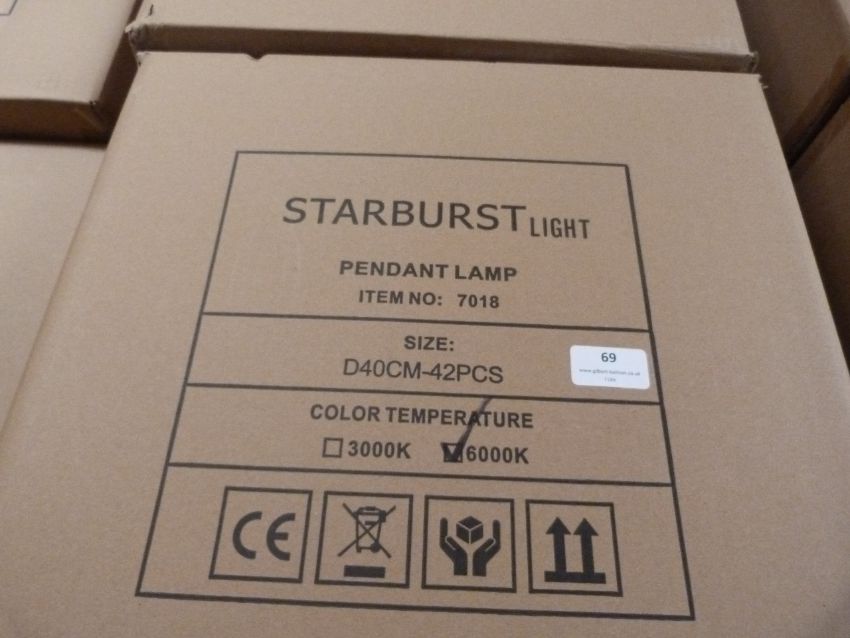 STARBURST LIGHT
PENDANT LAMP
ITEM NO: 7018
SIZE:
D40CM-42PCS
69
COLOR TEMPERATURE
3000K 6000K
CE